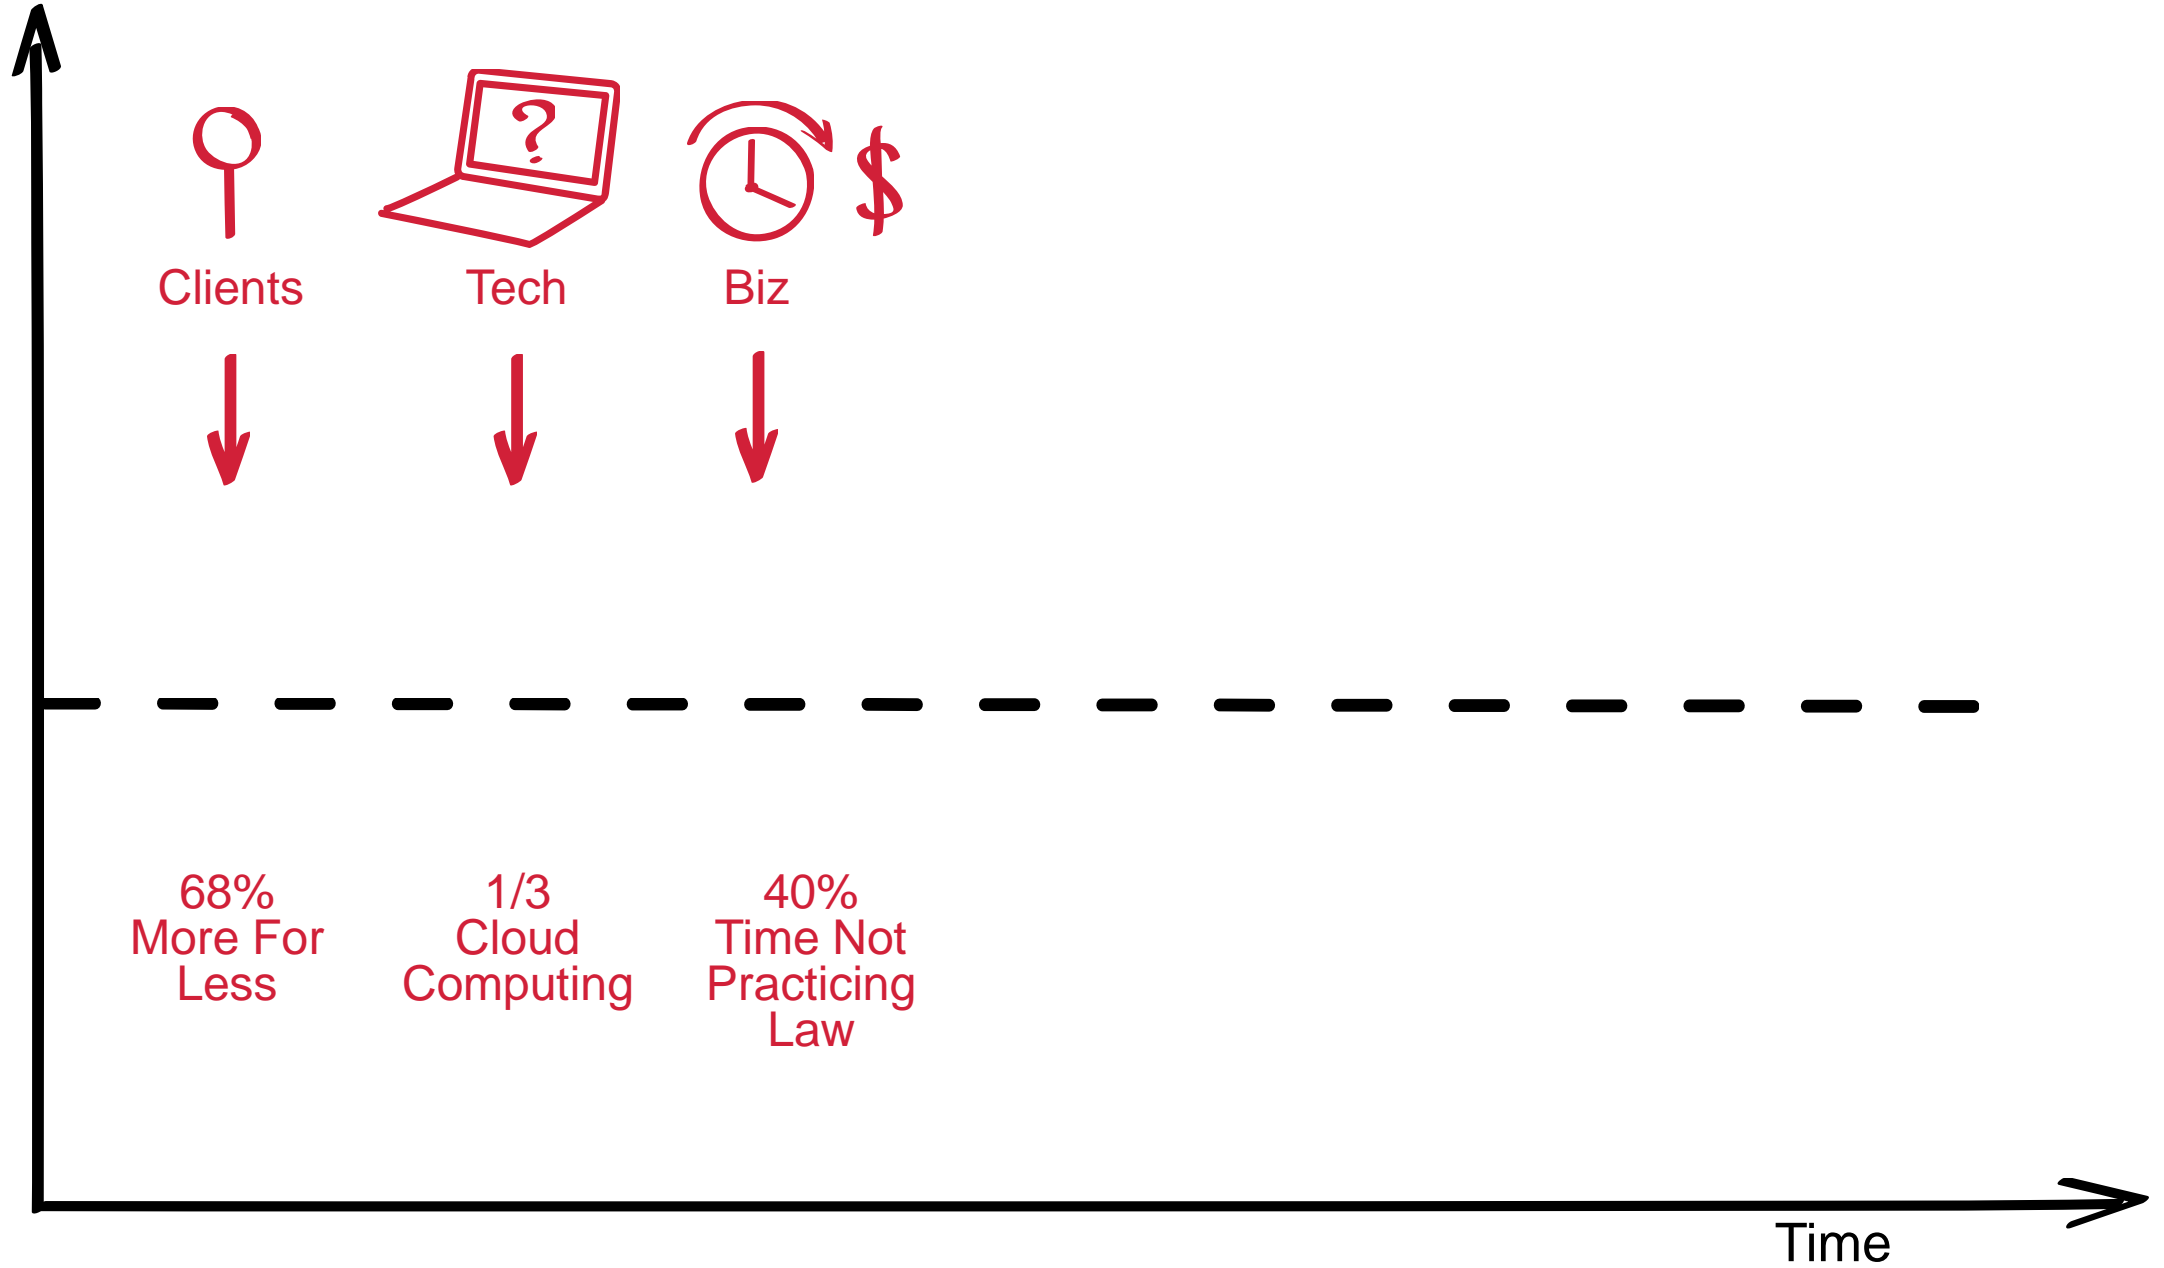 ?
$
Clients
Tech
Biz
68%
More For
Less
1/3
Cloud
Computing
40%
Time Not
Practicing
Law
Time